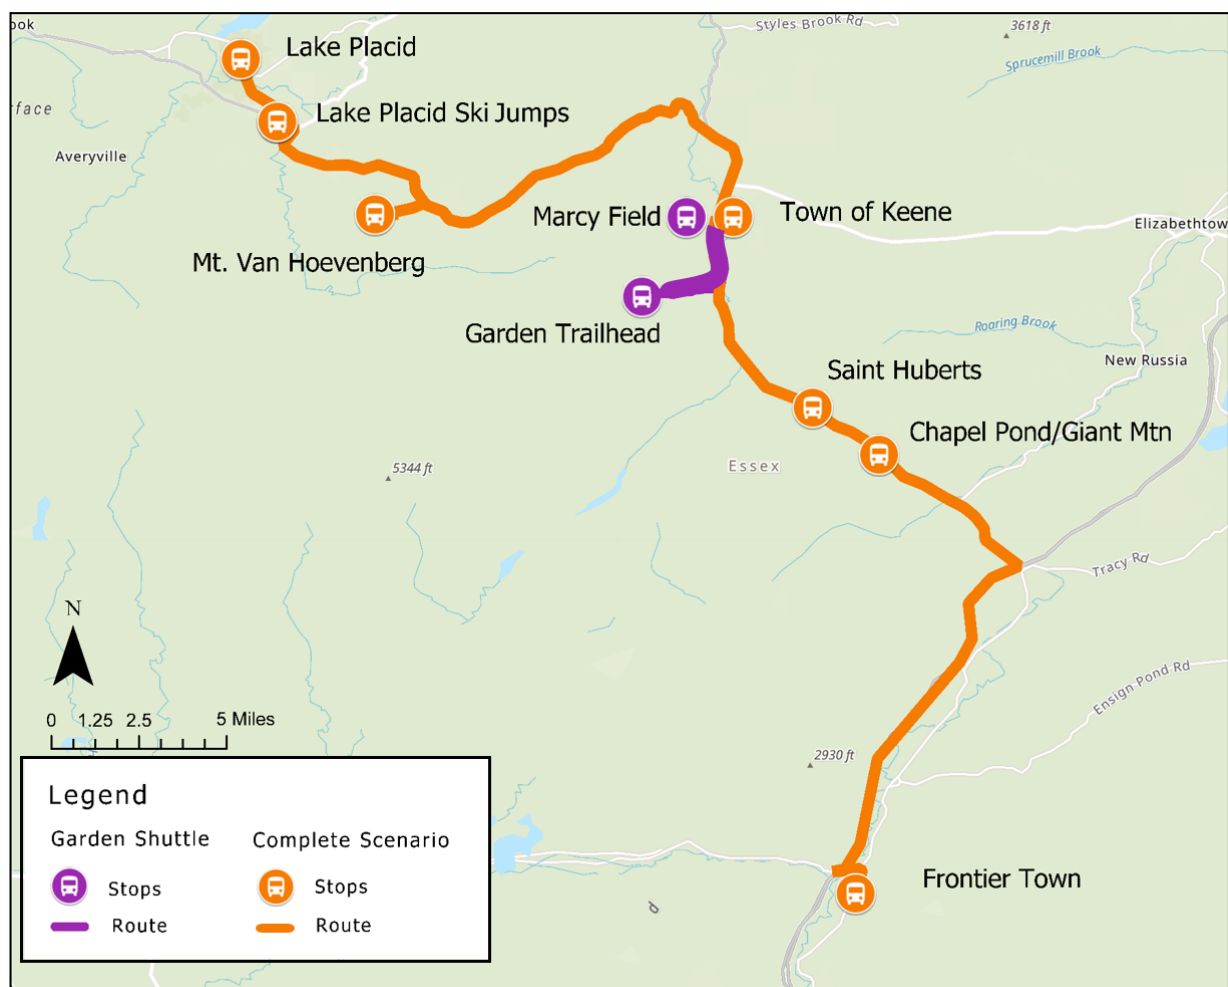 ook
Styles Brook Rd
3618 ft
Lake Placid
Sprucemill Brook
rface
Lake Placid Ski Jumps
Averyville
Marcy Field
Town of Keene
Elizabethtow
Mt. Van Hoevenberg
Garden Trailhead
Roaring Brook
New Russia
Saint Huberts
Chapel Pond/Giant Mtn
Essex
5344 ft
Tracy Rd
N
Ensign Pond Rd
0 1.25 2.5 5 Miles
2930 ft
Legend
Garden Shuttle Complete Scenario
Stops Stops
Route Route
Frontier Town
d